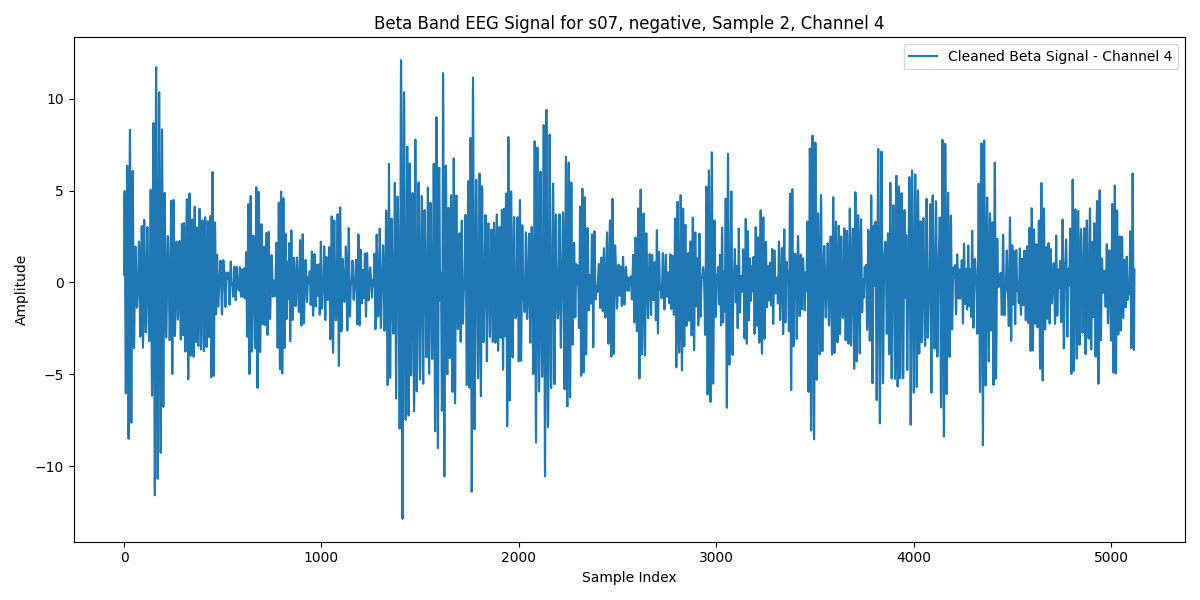 Beta Band EEG Signal for s07, negative, Sample 2, Channel 4
Cleaned Beta Signal - Channel 4
Amplitude
10
5
0
−5
−10
0 1000 2000 3000 4000 5000
Sample Index